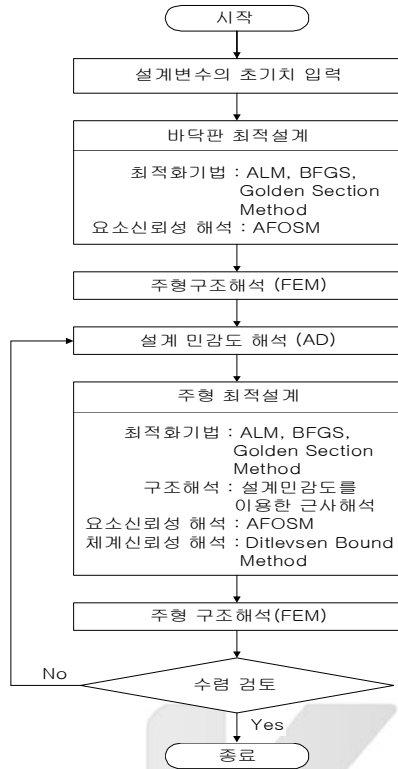 시작
설계변수의 초기치 입력
바닥판 최적설계
최적화기법 : ALM, BFGS,
Golden Section
Method
요소신뢰성 해석 : AFOSM
주형구조해석 (FEM)
설계 민감도 해석 (AD)
주형 최적설계
최적화기법 : ALM, BFGS,
Golden Section
Method
구조해석 : 설계민감도를
이용한 근사해석
요소신뢰성 해석 : AFOSM
체계신뢰성 해석 : Ditlevsen Bound
Method
주형 구조해석(FEM)
No
수렴 검토
Yes
종료